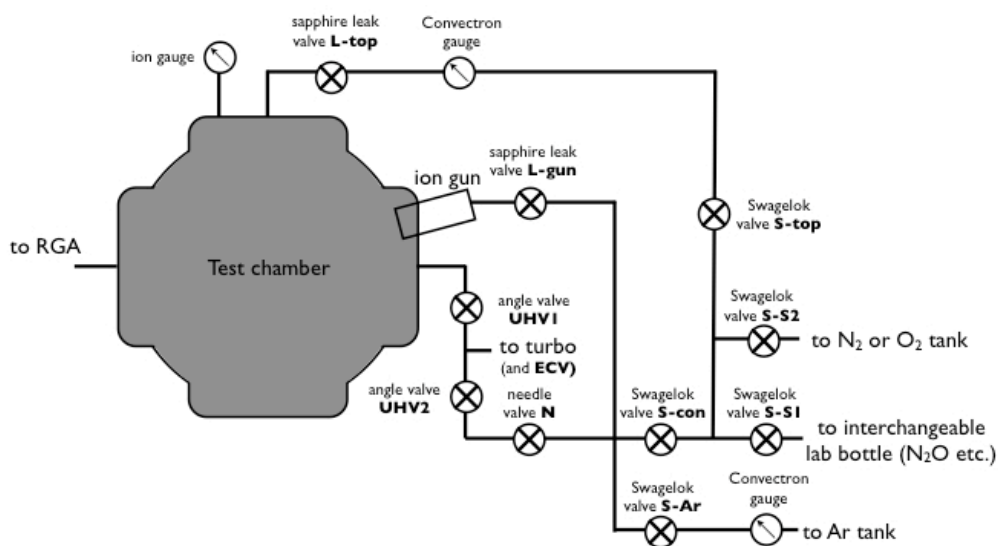 sapphire leak
valve L-top
Convectron
gauge
ion gauge
sapphire leak
valve L-gun
ion gun
Swagelok
valve S-top
to RGA
Test chamber
angle valve
UHV1
Swagelok
valve S-S2
to turbo
(and ECV)
to N₂ or O₂ tank
angle valve
UHV2
needle
valve N
Swagelok
valve S-con
Swagelok
valve S-S1
to interchangeable
lab bottle (N₂O etc.)
Swagelok
valve S-Ar
Convectron
gauge
to Ar tank